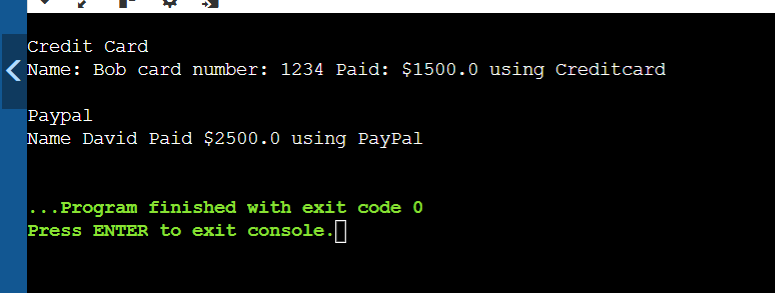 Credit Card
Name: Bob card number: 1234 Paid: $1500.0 using Creditcard
Paypal
Name David Paid $2500.0 using PayPal
...Program finished with exit code 0
Press ENTER to exit console.